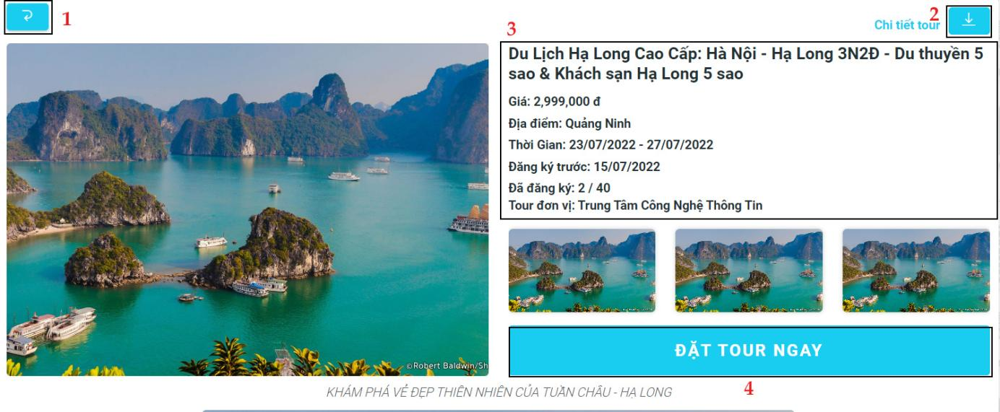 1
2
Chi tiết tour
3
Du Lịch Hạ Long Cao Cấp: Hà Nội - Hạ Long 3N2Đ - Du thuyền 5
sao & Khách sạn Hạ Long 5 sao
Giá: 2,999,000 đ
Địa điểm: Quảng Ninh
Thời Gian: 23/07/2022 - 27/07/2022
Đăng ký trước: 15/07/2022
Đã đăng ký: 2 / 40
Tour đơn vị: Trung Tâm Công Nghệ Thông Tin
©Robert Baldwin/Sh
ĐẶT TOUR NGAY
4
KHÁM PHÁ VẺ ĐẸP THIÊN NHIÊN CỦA TUẦN CHÂU - HẠ LONG